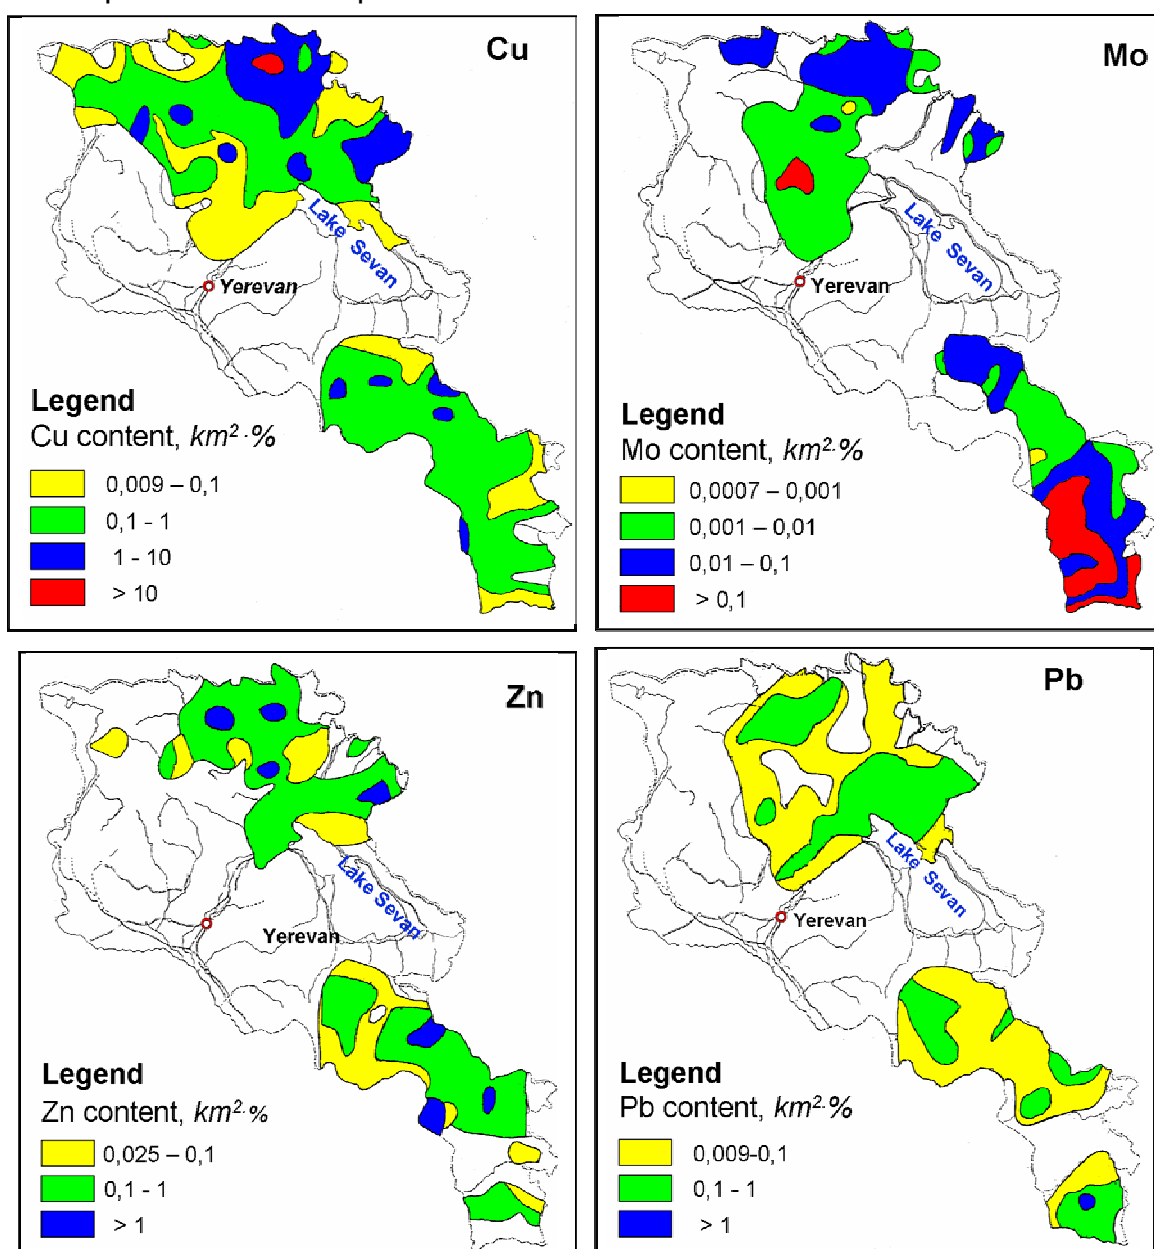 Cu
Lake Sevan
Yerevan
Legend
Cu content, km²·%
0,009 – 0,1
0,1 - 1
1 - 10
> 10
Mo
Lake Sevan
Yerevan
Legend
Mo content, km²·%
0,0007 – 0,001
0,001 – 0,01
0,01 – 0,1
> 0,1
Zn
Lake Sevan
Yerevan
Legend
Zn content, km²·%
0,025 – 0,1
0,1 - 1
> 1
Pb
Lake Sevan
Yerevan
Legend
Pb content, km²·%
0,009-0,1
0,1 - 1
> 1